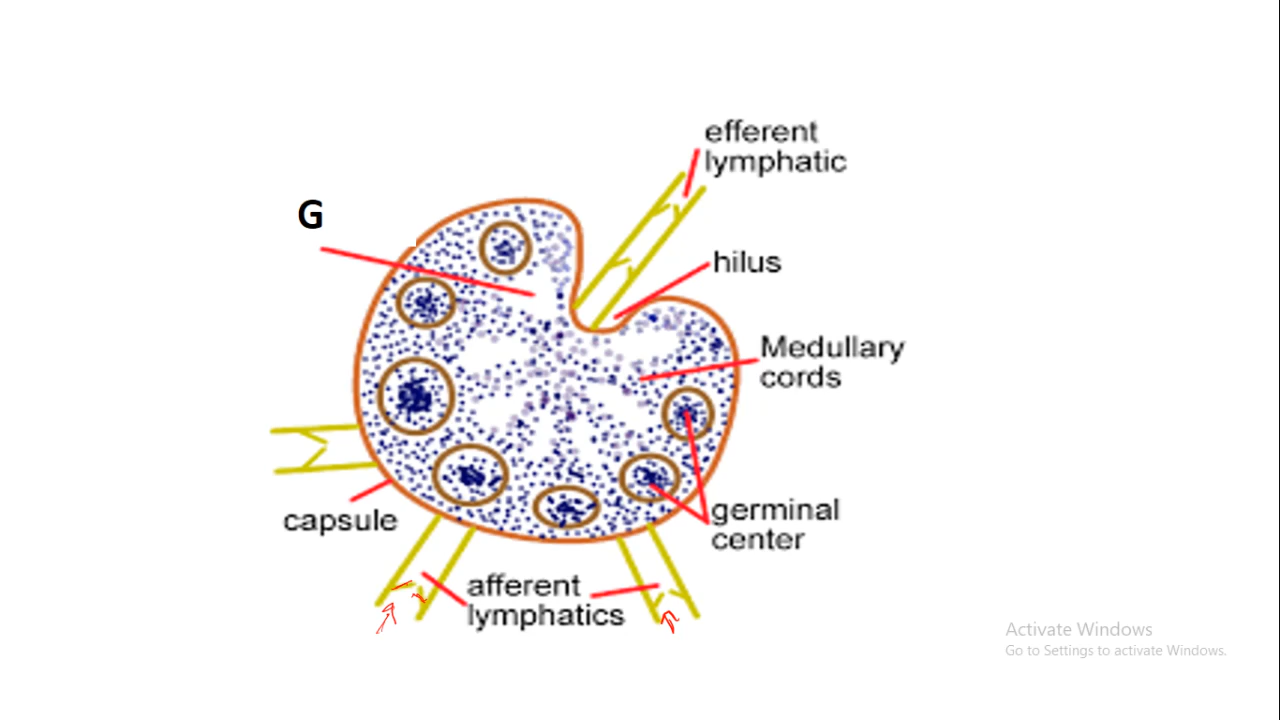 efferent
lymphatic
G
hilus
Medullary
cords
capsule
germinal
center
afferent
lymphatics
Activate Windows
Go to Settings to activate Windows.